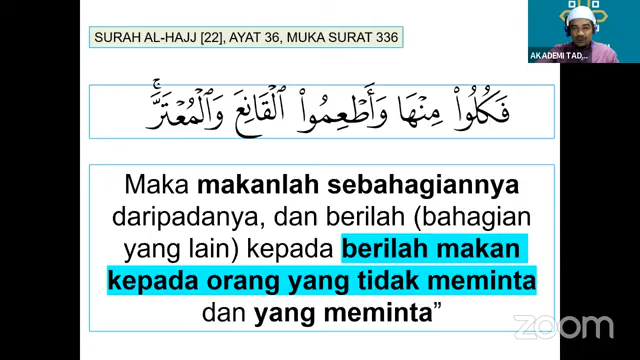 SURAH AL-HAJJ [22], AYAT 36, MUKA SURAT 336
AKADEMI TAD...
فَكُلُوا۟ مِنْهَا وَأَطْعِمُوا۟ ٱلْقَانِعَ وَٱلْمُعْتَرَّ ۚ
Maka makanlah sebahagiannya
daripadanya, dan berilah (bahagian
yang lain) kepada berilah makan
kepada orang yang tidak meminta
dan yang meminta”
zoom